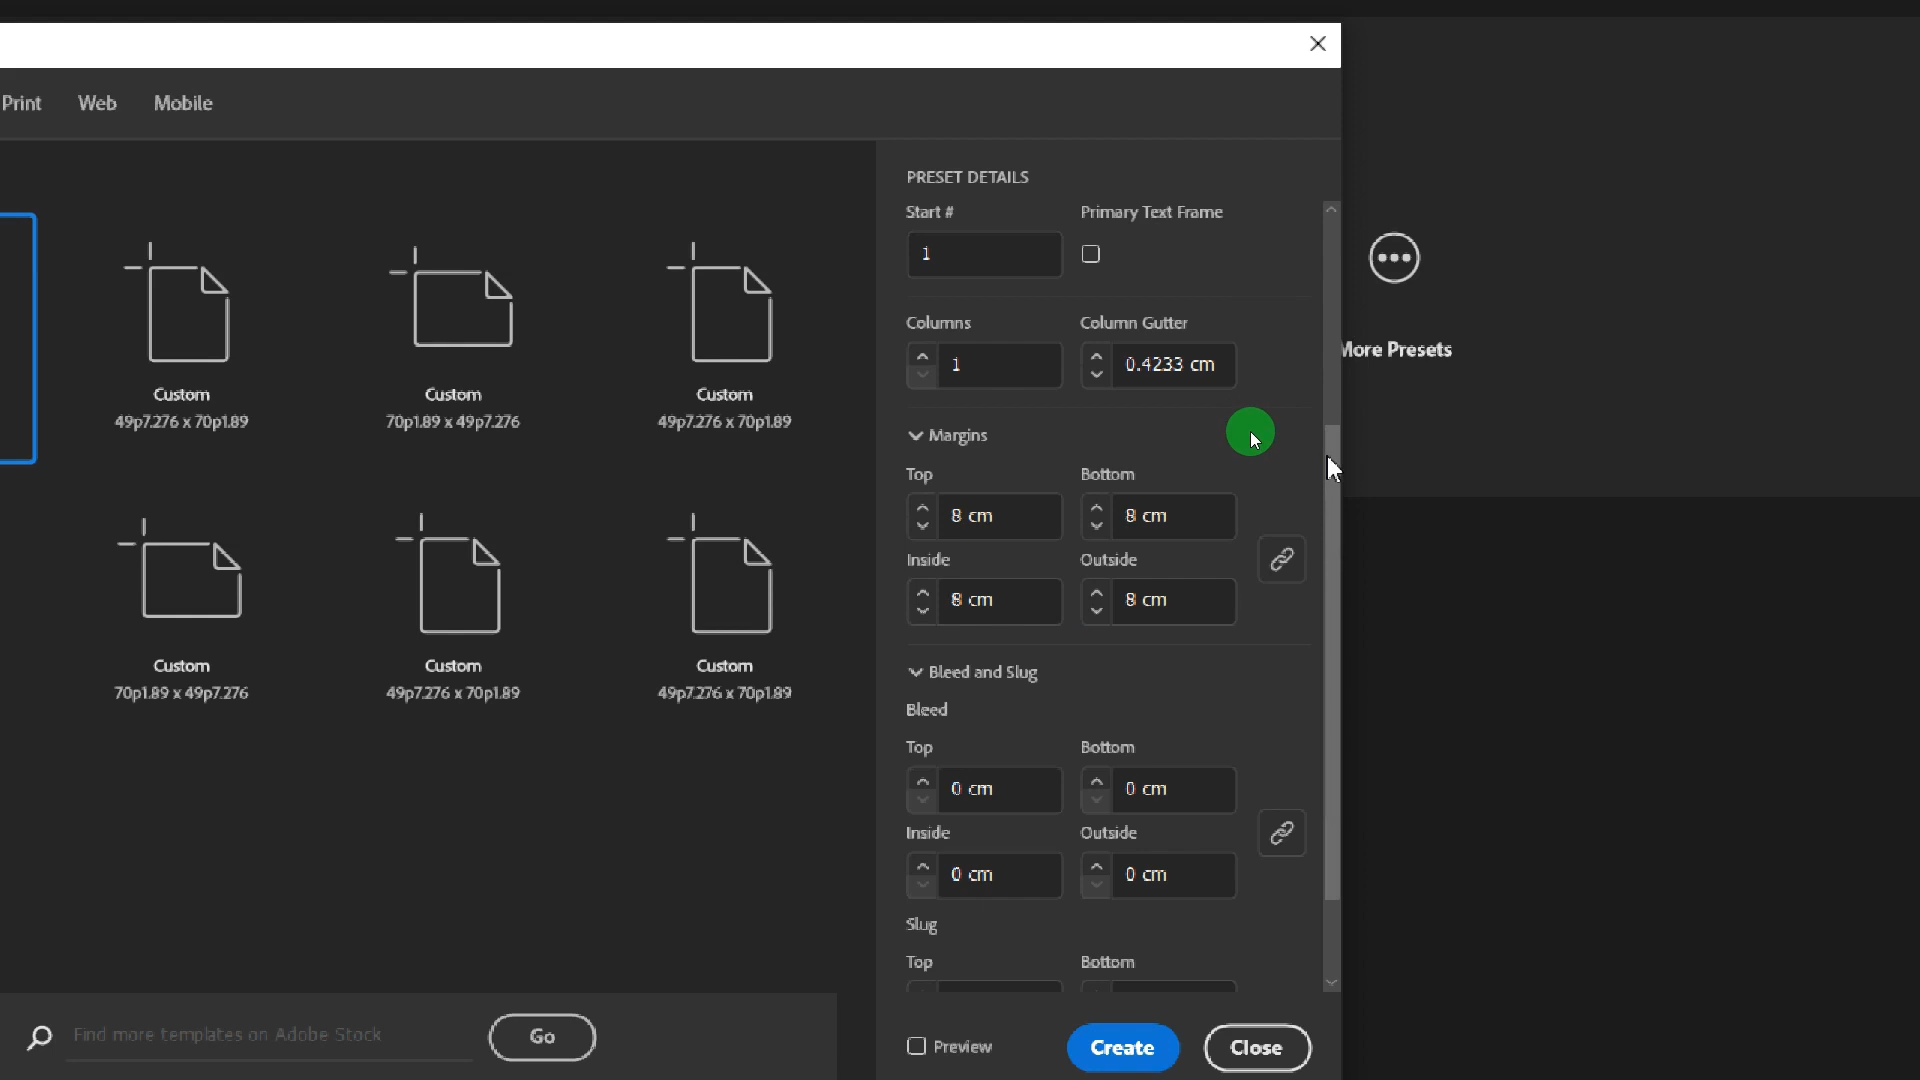 Print Web Mobile
PRESET DETAILS
Start # Primary Text Frame
1
Columns Column Gutter
1 0.4233 cm
More Presets
Custom Custom Custom
49p7.276 x 70p1.89 70p1.89 x 49p7.276 49p7.276 x 70p1.89
Margins
Top Bottom
8 cm 8 cm
Inside Outside
8 cm 8 cm
Custom Custom Custom
70p1.89 x 49p7.276 49p7.276 x 70p1.89 49p7.276 x 70p1.89
Bleed and Slug
Bleed
Top Bottom
0 cm 0 cm
Inside Outside
0 cm 0 cm
Slug
Top Bottom
Find more templates on Adobe Stock Go
Preview Create Close